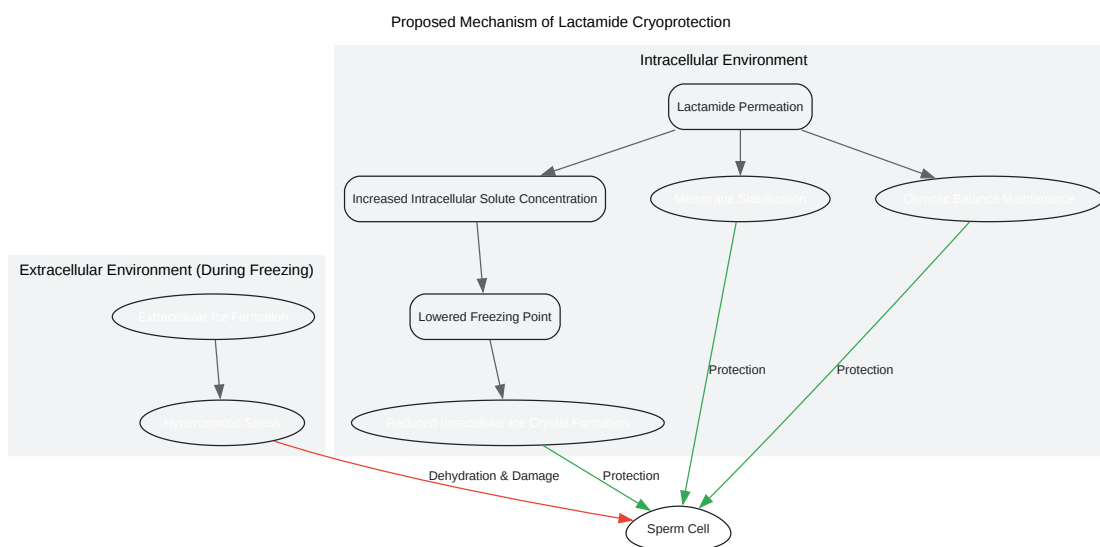 Proposed Mechanism of Lactamide Cryoprotection
Intracellular Environment
Lactamide Permeation
Increased Intracellular Solute Concentration
Membrane Stabilization
Osmotic Balance Maintenance
Extracellular Environment (During Freezing)
Extracellular Ice Formation
Lowered Freezing Point
Protection
Protection
Hyperosmotic Stress
Reduced Intracellular Ice Crystal Formation
Dehydration & Damage
Protection
Sperm Cell